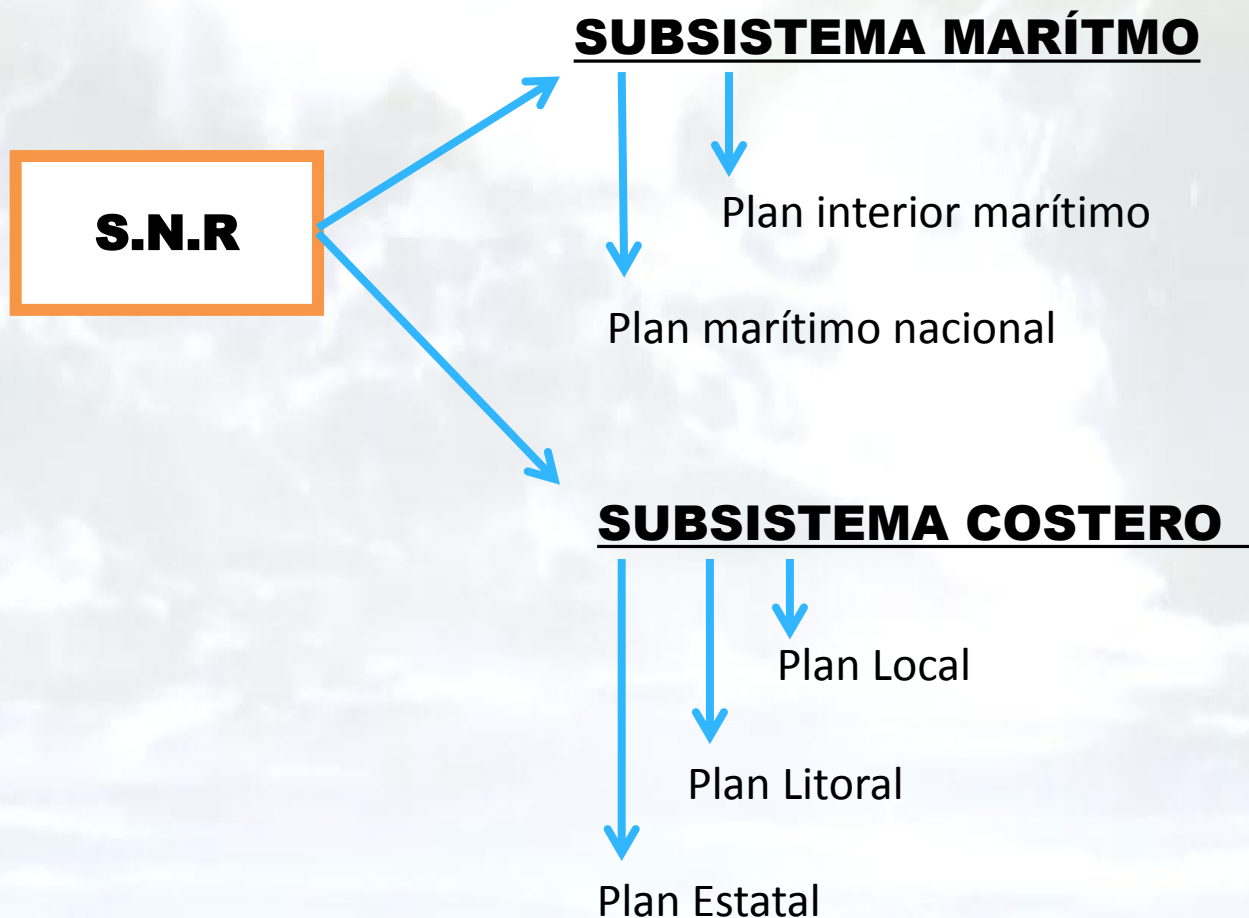 SUBSISTEMA MARÍTMO
S.N.R
Plan interior marítimo
Plan marítimo nacional
SUBSISTEMA COSTERO
Plan Local
Plan Litoral
Plan Estatal